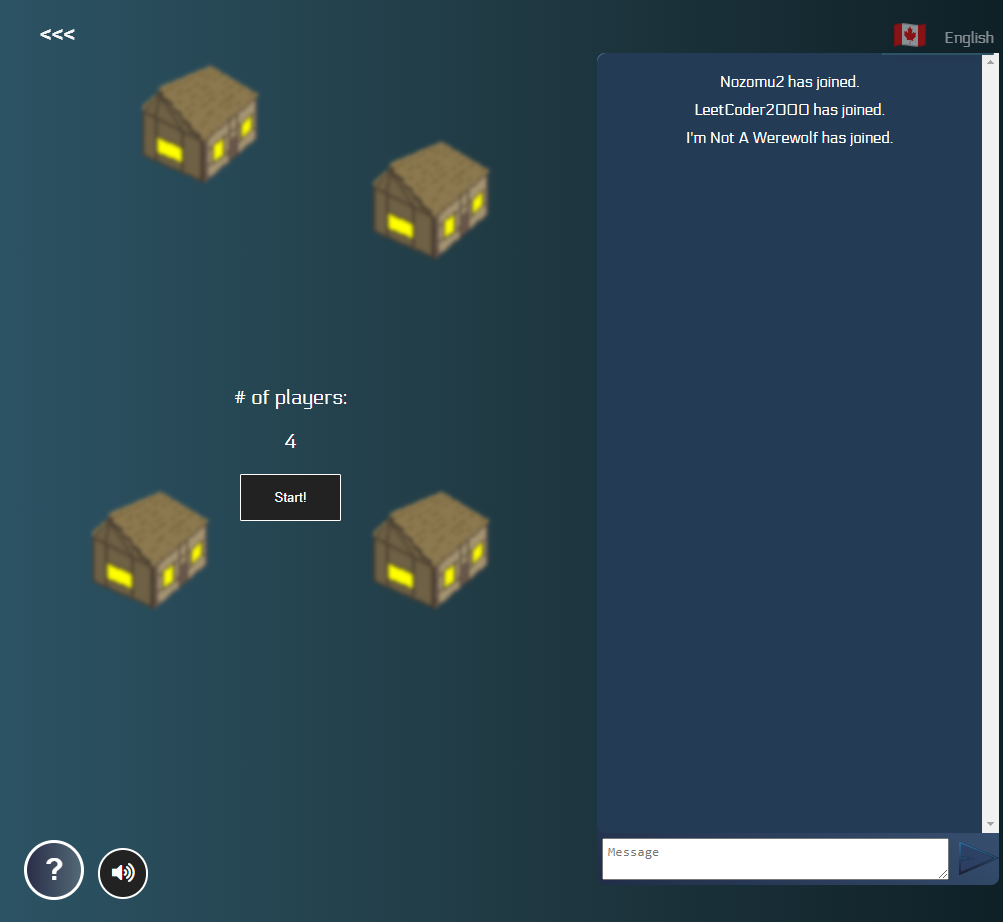 <<<
English
Nozomu2 has joined.
LeetCoder2000 has joined.
I'm Not A Werewolf has joined.
# of players:
4
Start!
?
Message